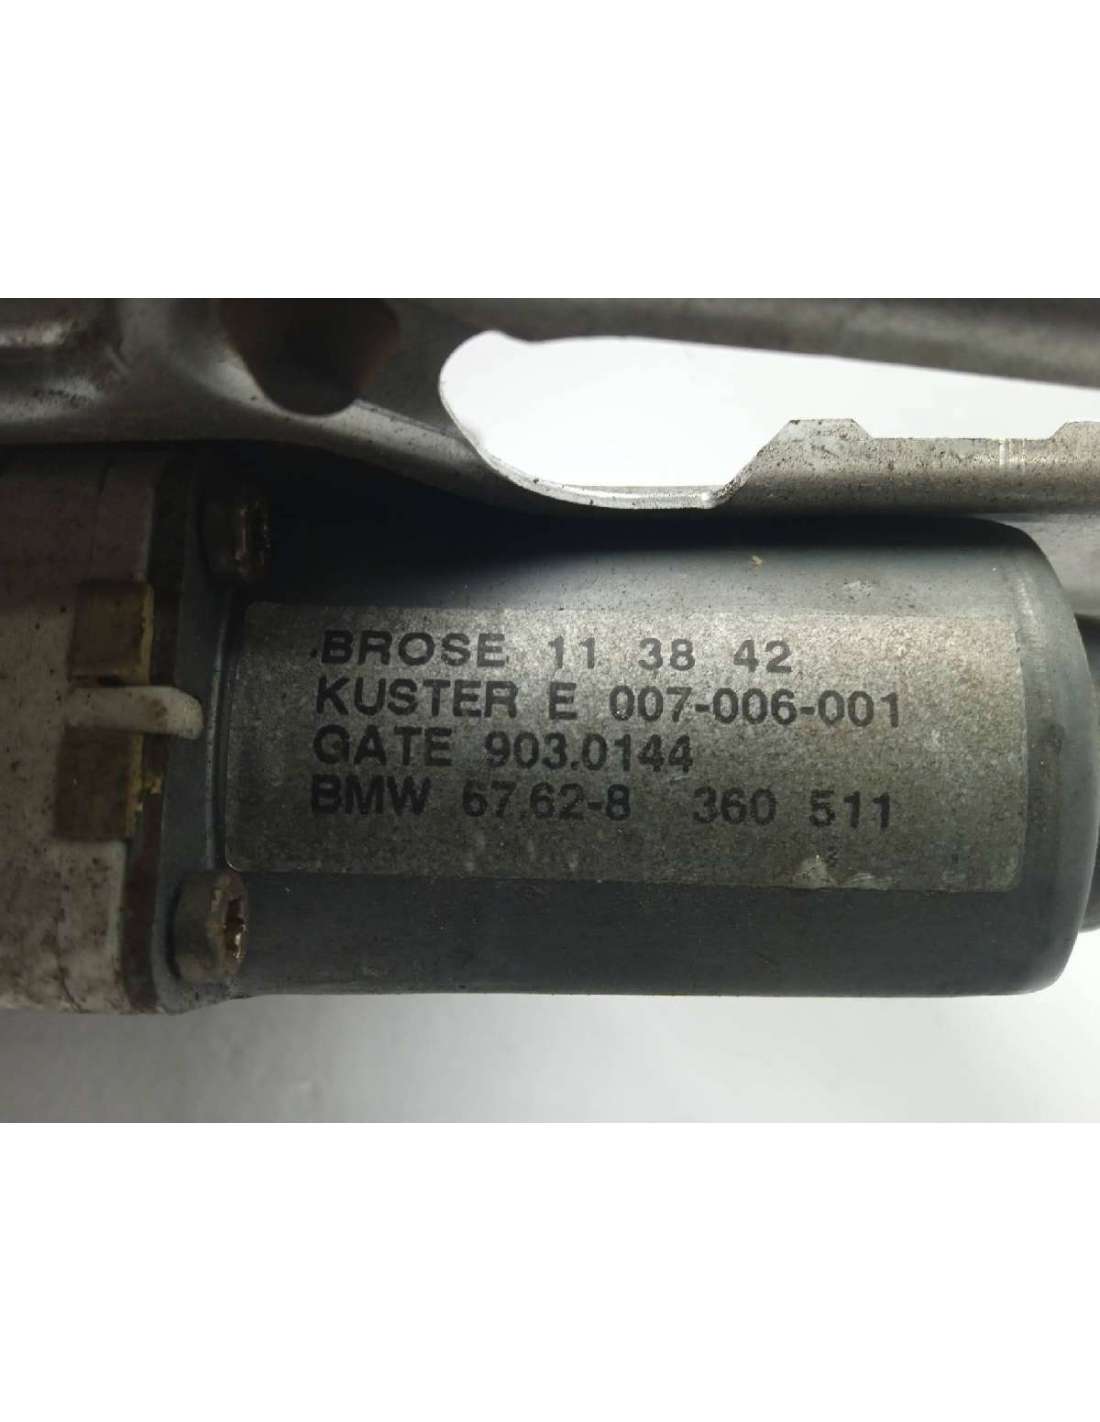 BROSE 11 38 42
KUSTER E 007-006-001
GATE 903.0144
BMW 67.62-8 360 511